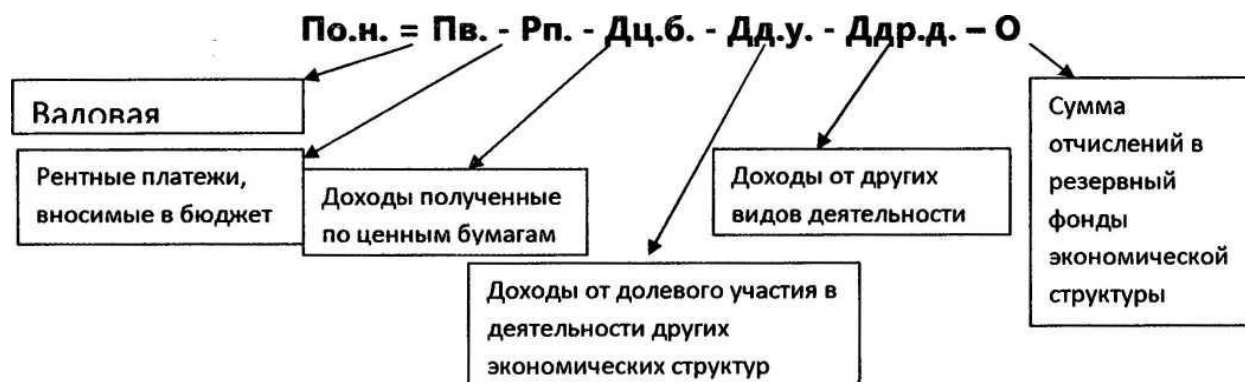 По.н. = Пв. - Рп. - Дц.б. - Дд.у. - Ддр.д. – О
Валовая
Рентные платежи,
вносимые в бюджет
Доходы полученные
по ценным бумагам
Доходы от долевого участия в
деятельности других
экономических структур
Доходы от других
видов деятельности
Сумма
отчислений в
резервный
фонды
экономической
структуры